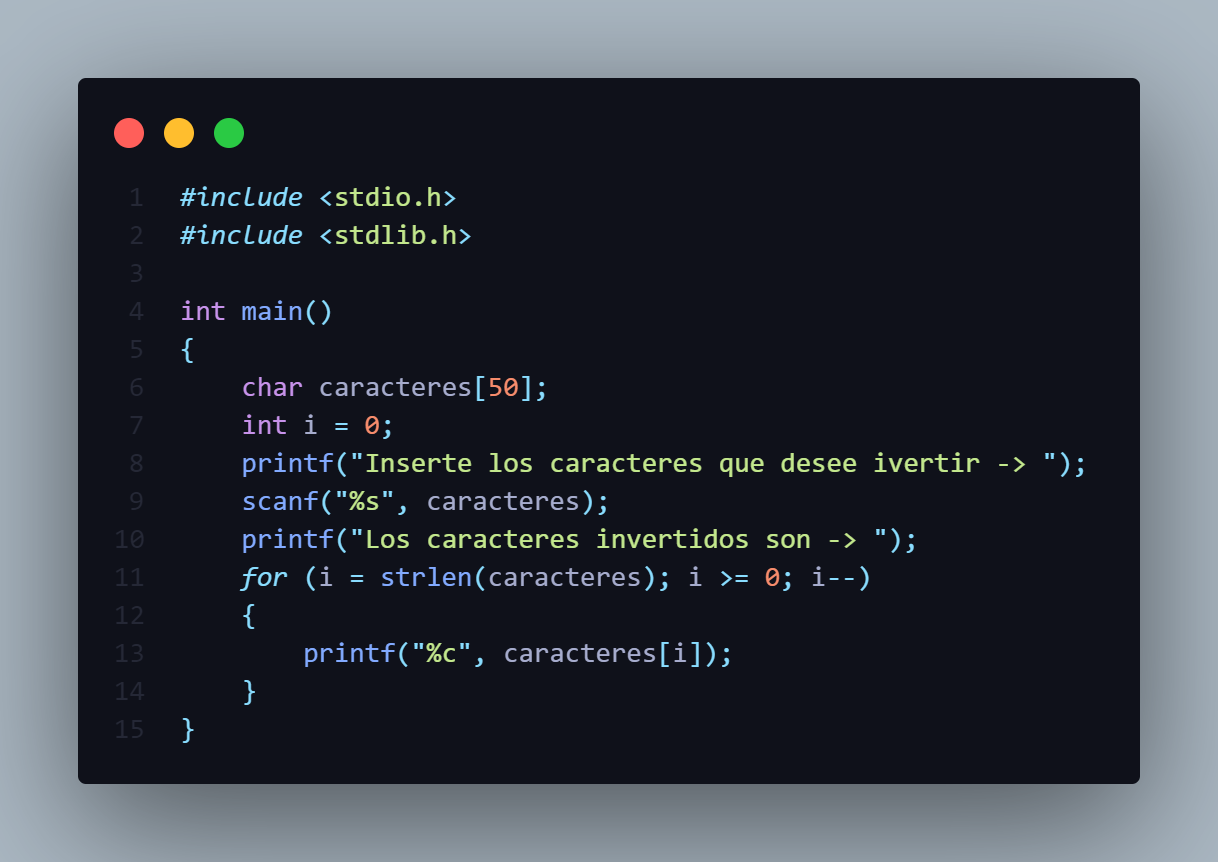 1 #include <stdio.h>
2 #include <stdlib.h>
3
4 int main()
5 {
6     char caracteres[50];
7     int i = 0;
8     printf("Inserte los caracteres que desee ivertir -> ");
9     scanf("%s", caracteres);
10     printf("Los caracteres invertidos son -> ");
11     for (i = strlen(caracteres); i >= 0; i--)
12     {
13         printf("%c", caracteres[i]);
14     }
15 }